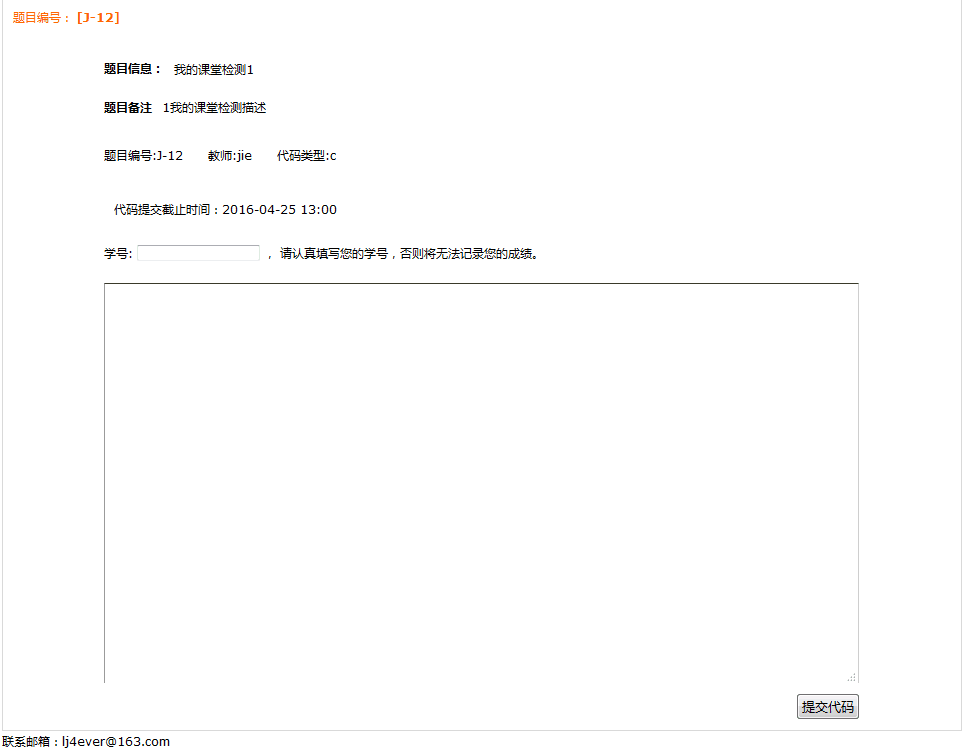 题目编号： [J-12]
题目信息： 我的课堂检测1
题目备注 1我的课堂检测描述
题目编号:J-12 教师:jie 代码类型:c
代码提交截止时间：2016-04-25 13:00
学号: ， 请认真填写您的学号，否则将无法记录您的成绩。
提交代码
联系邮箱：lj4ever@163.com